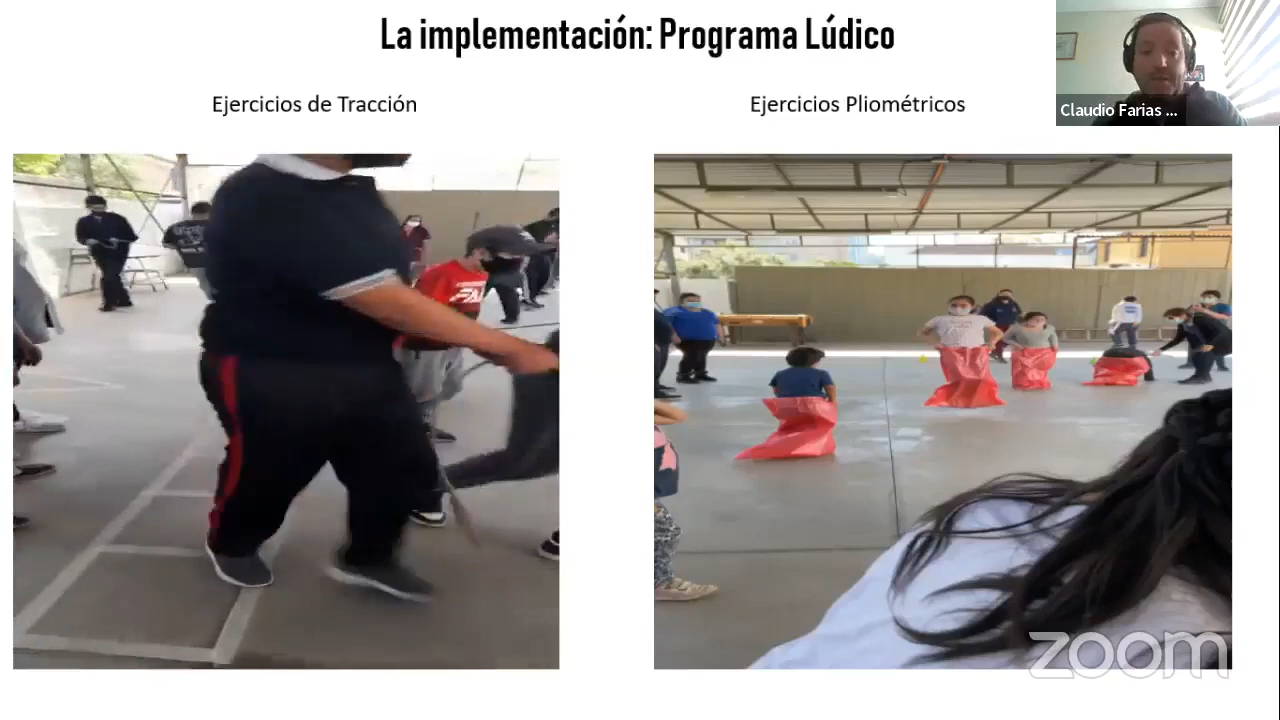 La implementación: Programa Lúdico
Ejercicios de Tracción
Ejercicios Pliométricos
Claudio Farias ...
zoom